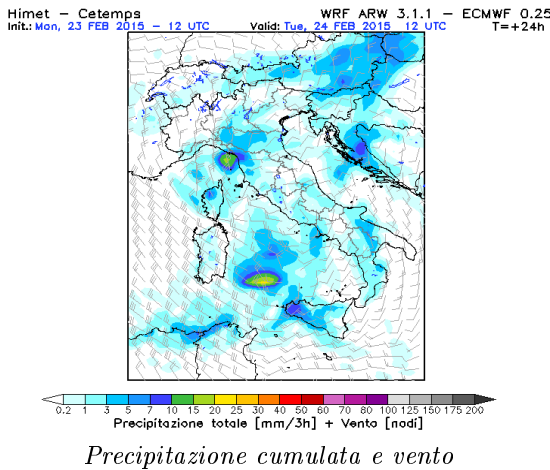 Himet – Cetemps WRF ARW 3.1.1 – ECMWF 0.25
Init.: Mon, 23 FEB 2015 – 12 UTC Valid: Tue, 24 FEB 2015 12 UTC T=+24h
0.2 1 3 5 7 10 15 20 25 30 40 50 60 70 80 90 100 125 150 175 200
Precipitazione totale [mm/3h] + Vento [nodi]
Precipitazione cumulata e vento